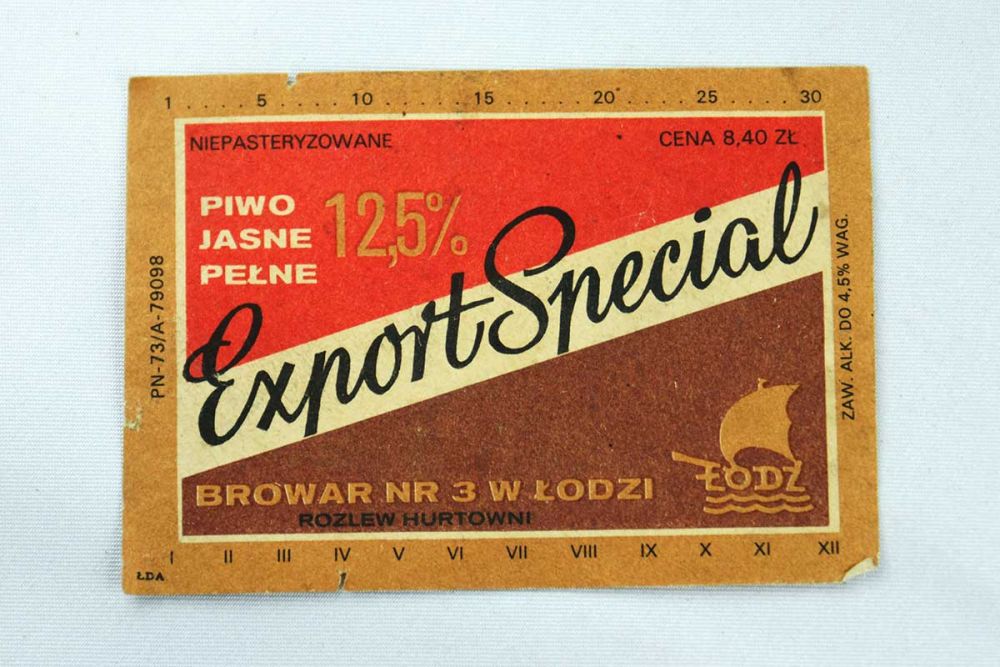 1 . . . . 5 . . . . . 10 . . . . . . 15 . . . . . . 20 . . . . 25 . . . . 30
NIEPASTERYZOWANE
CENA 8,40 ZŁ
PIWO
JASNE
PEŁNE
12,5%
Export Special
PN-73/A-79098
ZAW. ALK. DO 4,5% WAG.
ŁÓDŹ
BROWAR NR 3 W ŁODZI
ROZLEW HURTOWNI
I II III IV V VI VII VIII IX X XI XII
ŁDA